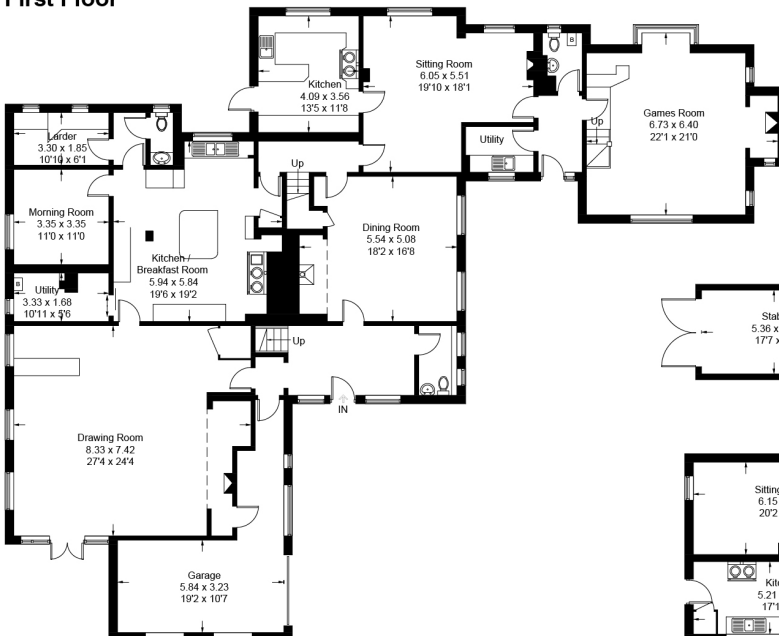 First Floor
Kitchen
4.09 x 3.56
13'5 x 11'8
Sitting Room
6.05 x 5.51
19'10 x 18'1
B
Games Room
6.73 x 6.40
22'1 x 21'0
Up
Utility
Larder
3.30 x 1.85
10'10 x 6'1
Up
Morning Room
3.35 x 3.35
11'0 x 11'0
Dining Room
5.54 x 5.08
18'2 x 16'8
Kitchen /
Breakfast Room
5.94 x 5.84
19'6 x 19'2
B
Utility
3.33 x 1.68
10'11 x 5'6
Up
IN
Drawing Room
8.33 x 7.42
27'4 x 24'4
Garage
5.84 x 3.23
19'2 x 10'7
Stab
5.36 x
17'7 x
Sitting
6.15
20'2
Kit
5.21
17'1